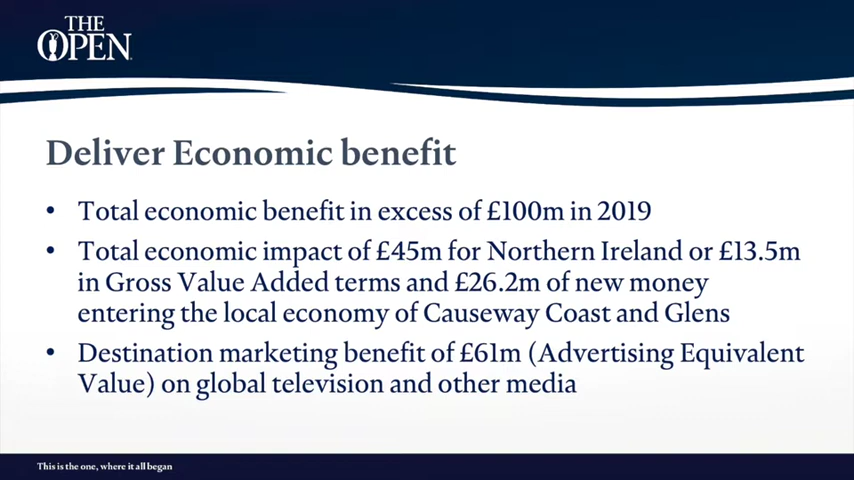 THE
OPEN
Deliver Economic benefit
• Total economic benefit in excess of £100m in 2019
• Total economic impact of £45m for Northern Ireland or £13.5m
in Gross Value Added terms and £26.2m of new money
entering the local economy of Causeway Coast and Glens
• Destination marketing benefit of £61m (Advertising Equivalent
Value) on global television and other media
This is the one, where it all began